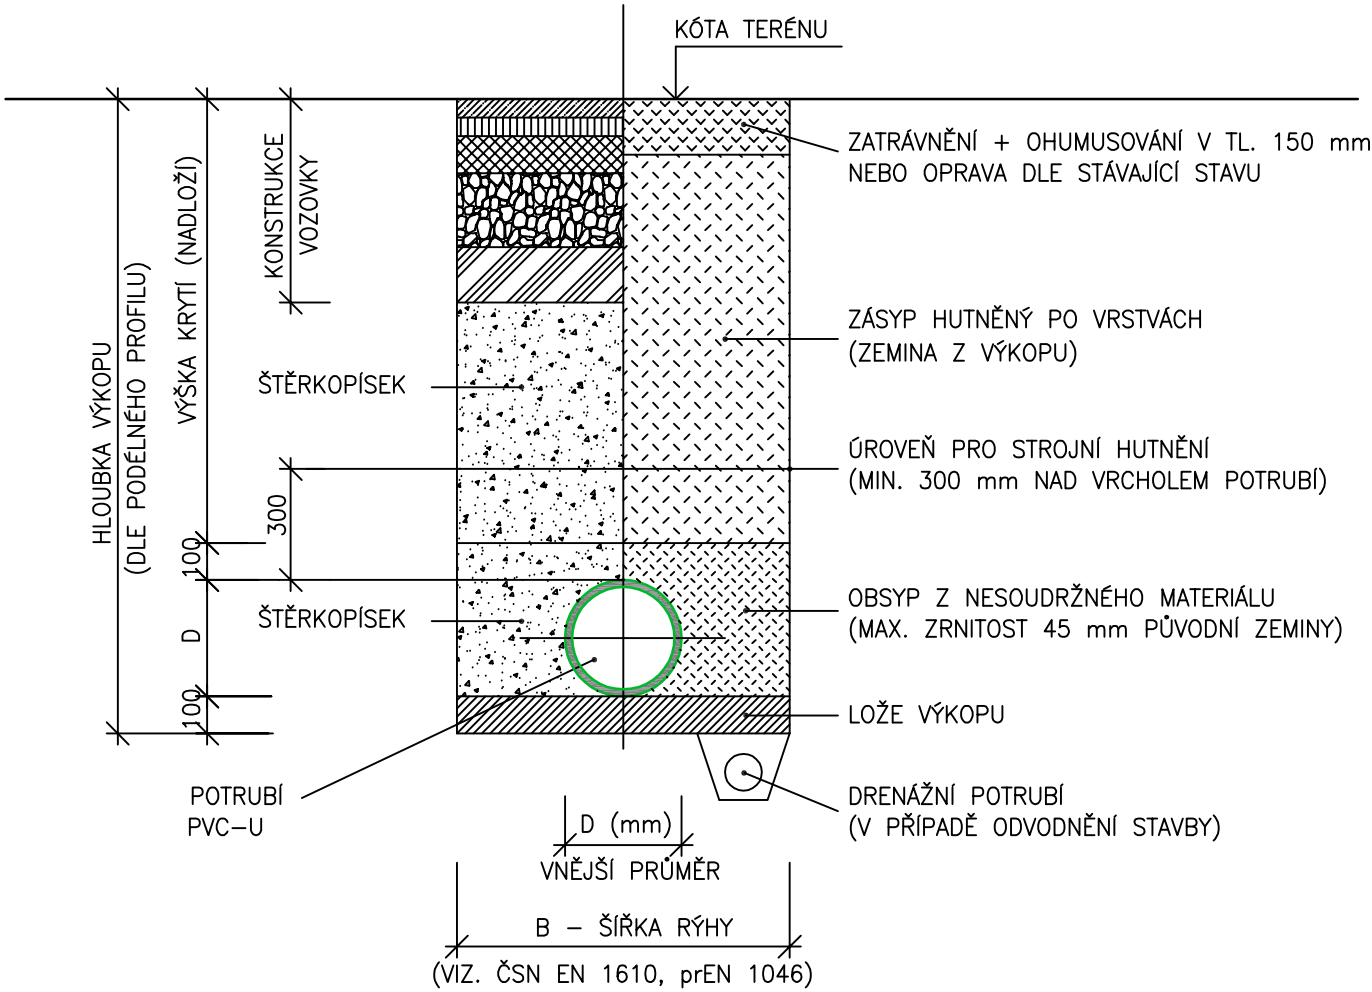 KÓTA TERÉNU
ZATRÁVNĚNÍ + OHUMUSOVÁNÍ V TL. 150 mm
NEBO OPRAVA DLE STÁVAJÍCÍ STAVU
KONSTRUKCE
VOZOVKY
VÝŠKA KRYTÍ (NADLOŽÍ)
HLOUBKA VÝKOPU
(DLE PODÉLNÉHO PROFILU)
ZÁSYP HUTNĚNÝ PO VRSTVÁCH
(ZEMINA Z VÝKOPU)
ŠTĚRKOPÍSEK
ÚROVEŇ PRO STROJNÍ HUTNĚNÍ
(MIN. 300 mm NAD VRCHOLEM POTRUBÍ)
300
100
OBSYP Z NESOUDRŽNÉHO MATERIÁLU
(MAX. ZRNITOST 45 mm PŮVODNÍ ZEMINY)
ŠTĚRKOPÍSEK
D
100
LOŽE VÝKOPU
POTRUBÍ
PVC-U
DRENÁŽNÍ POTRUBÍ
(V PŘÍPADĚ ODVODNĚNÍ STAVBY)
D (mm)
VNĚJŠÍ PRŮMĚR
B - ŠÍŘKA RÝHY
(VIZ. ČSN EN 1610, prEN 1046)